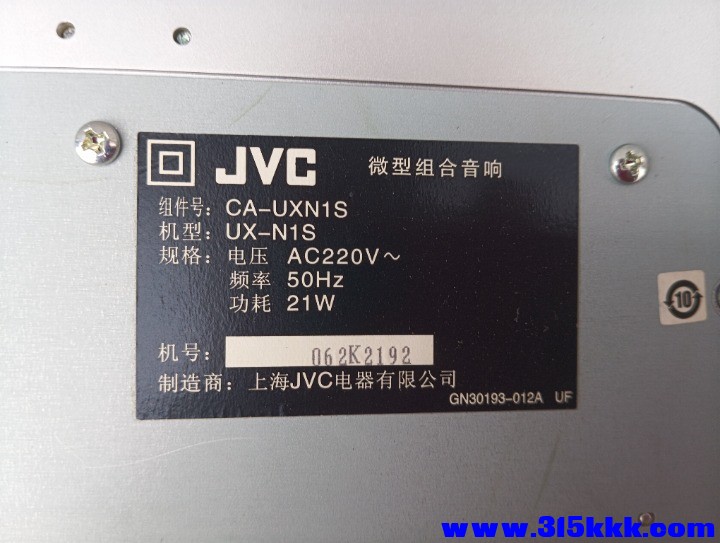 JVC 微型组合音响
组件号: CA-UXN1S
机型: UX-N1S
规格: 电压 AC220V～
频率 50Hz
功耗 21W
10
机号: 062K2192
制造商: 上海JVC电器有限公司
GN30193-012A UF
www.315kkk.com